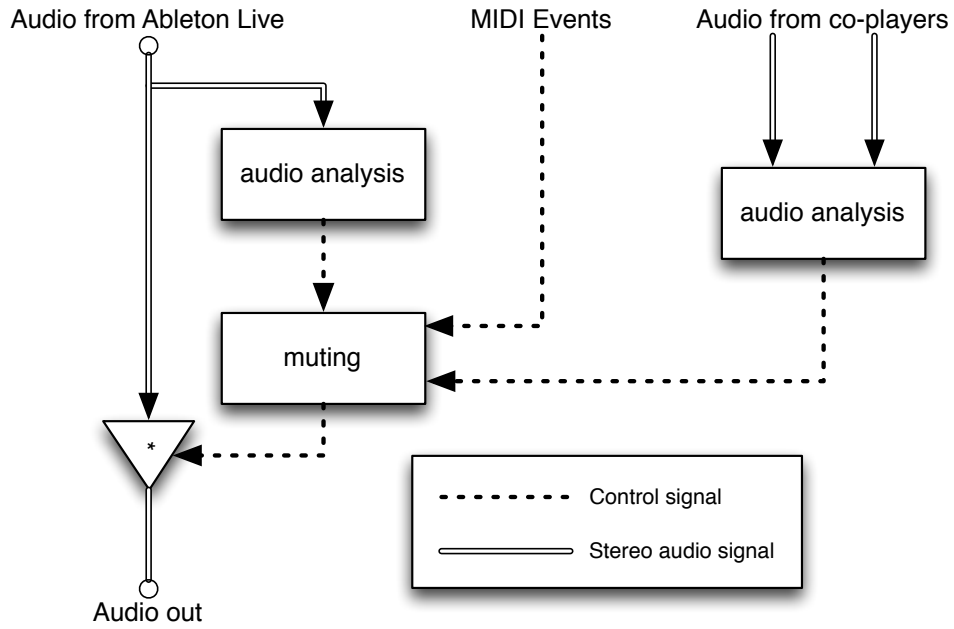 Audio from Ableton Live
MIDI Events
Audio from co-players
audio analysis
audio analysis
muting
*
Control signal
Stereo audio signal
Audio out